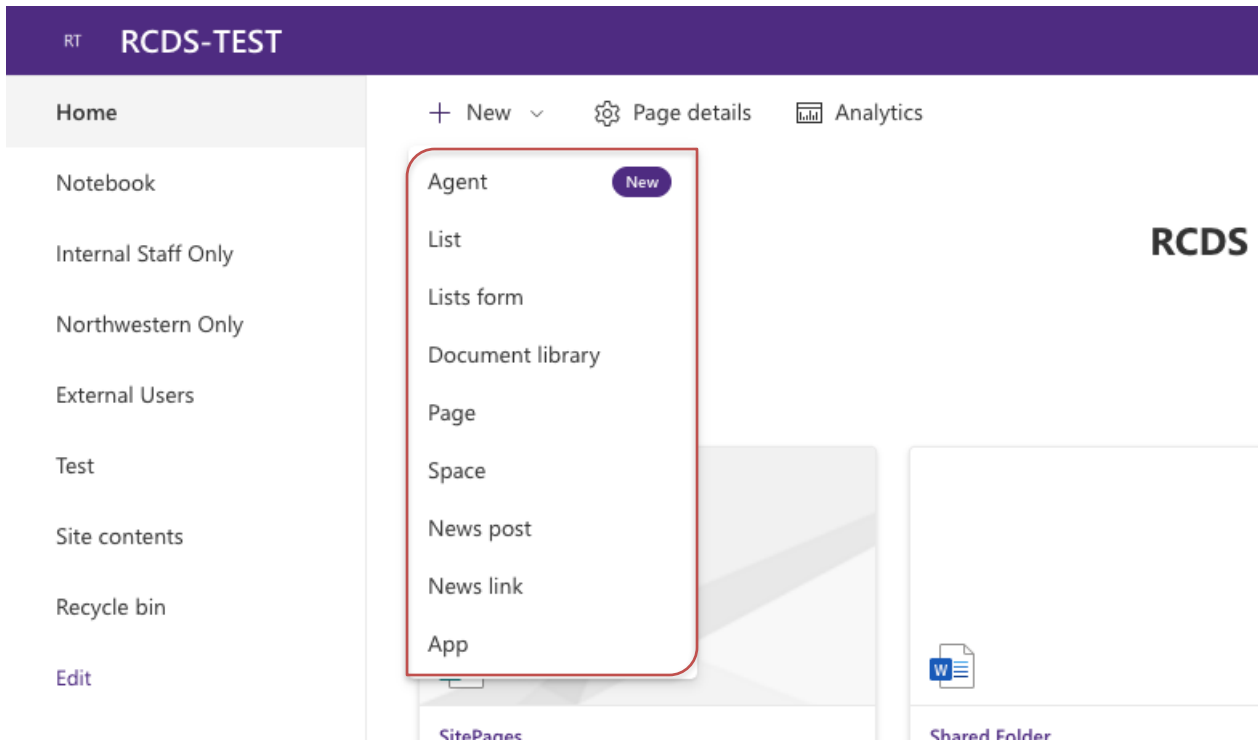 RT RCDS-TEST
Home
Notebook
Internal Staff Only
Northwestern Only
External Users
Test
Site contents
Recycle bin
Edit
New Page details Analytics
Agent New
List
Lists form
Document library
Page
Space
News post
News link
App
RCDS
W
SitePages
Shared Folder